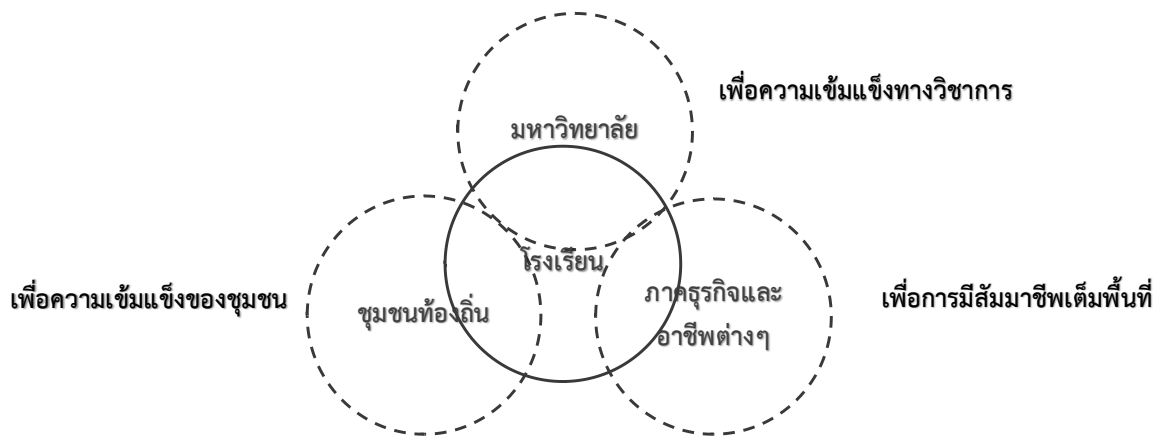 เพื่อความเข้มแข็งทางวิชาการ
มหาวิทยาลัย
โรงเรียน
เพื่อความเข้มแข็งของชุมชน
ชุมชนท้องถิ่น
ภาคธุรกิจและ
อาชีพต่างๆ
เพื่อการมีสัมมาชีพเต็มพื้นที่